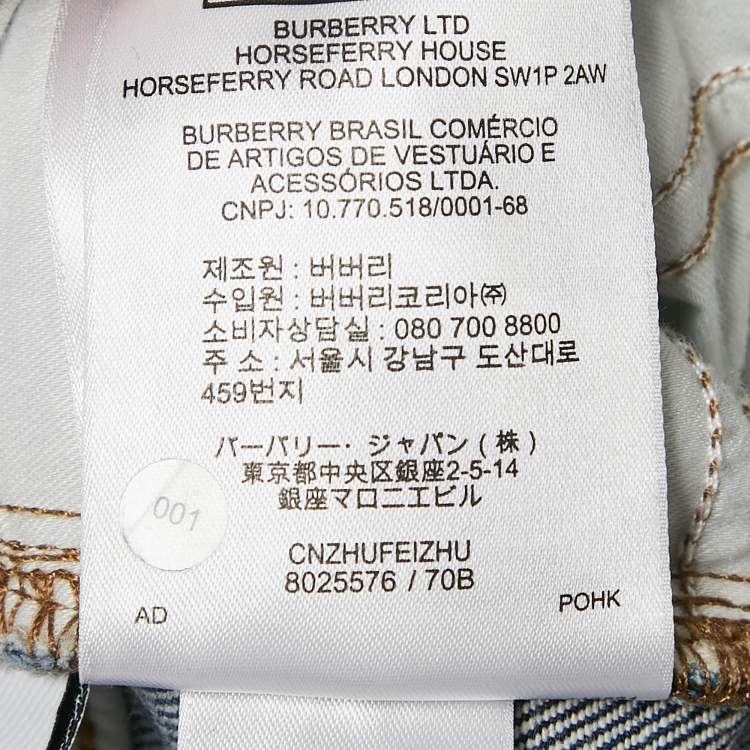 BURBERRY LTD
HORSEFERRY HOUSE
HORSEFERRY ROAD LONDON SW1P 2AW
BURBERRY BRASIL COMÉRCIO
DE ARTIGOS DE VESTUÁRIO E
ACESSÓRIOS LTDA.
CNPJ: 10.770.518/0001-68
제조원 : 버버리
수입원 : 버버리코리아㈜
소비자상담실 : 080 700 8800
주 소 : 서울시 강남구 도산대로
459번지
バーバリー・ジャパン ( 株 )
東京都中央区銀座2-5-14
銀座マロニエビル
001
CNZHUFEIZHU
8025576 / 70B
AD
POHK